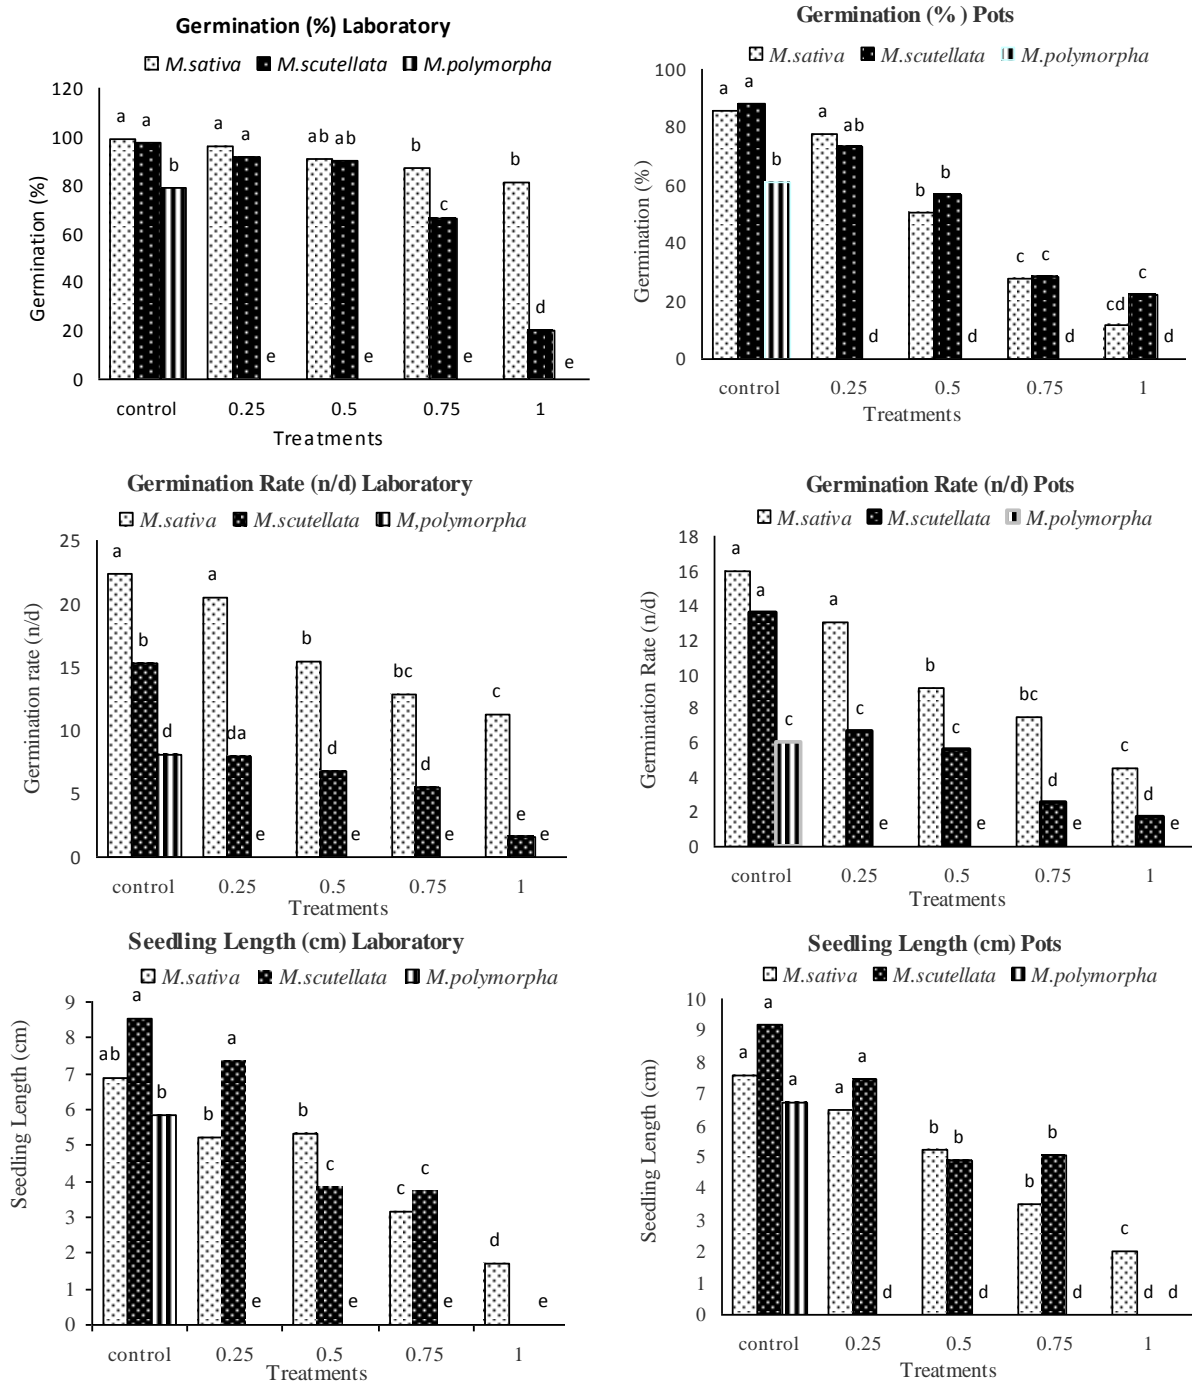 Germination (%) Laboratory
M.sativa M.scutellata M.polymorpha
120
100
80
60
40
20
0
Germination (%)
a a b
a a e
ab ab e
b c e
b d e
control 0.25 0.5 0.75 1
Treatments
Germination (% ) Pots
M.sativa M.scutellata M.polymorpha
100
80
60
40
20
0
Germination (%)
a a b
a ab d
b b d
c c d
cd c d
control 0.25 0.5 0.75 1
Treatments
Germination Rate (n/d) Laboratory
M.sativa M.scutellata M,polymorpha
25
20
15
10
5
0
Germination rate (n/d)
a b d
a da e
b d e
bc d e
c e e
control 0.25 0.5 0.75 1
Treatments
Germination Rate (n/d) Pots
M.sativa M.scutellata M.polymorpha
18
16
14
12
10
8
6
4
2
0
Germination Rate (n/d)
a a c
a c e
b c e
bc d e
c d e
control 0.25 0.5 0.75 1
Treatments
Seedling Length (cm) Laboratory
M.sativa M.scutellata M.polymorpha
9
8
7
6
5
4
3
2
1
0
Seedling Length (cm)
ab a b
b a e
b c e
c c e
d e
control 0.25 0.5 0.75 1
Treatments
Seedling Length (cm) Pots
M.sativa M.scutellata M.polymorpha
10
9
8
7
6
5
4
3
2
1
0
Seedling Length (cm)
a a a
a a d
b b d
b b d
c d d
control 0.25 0.5 0.75 1
Treatments